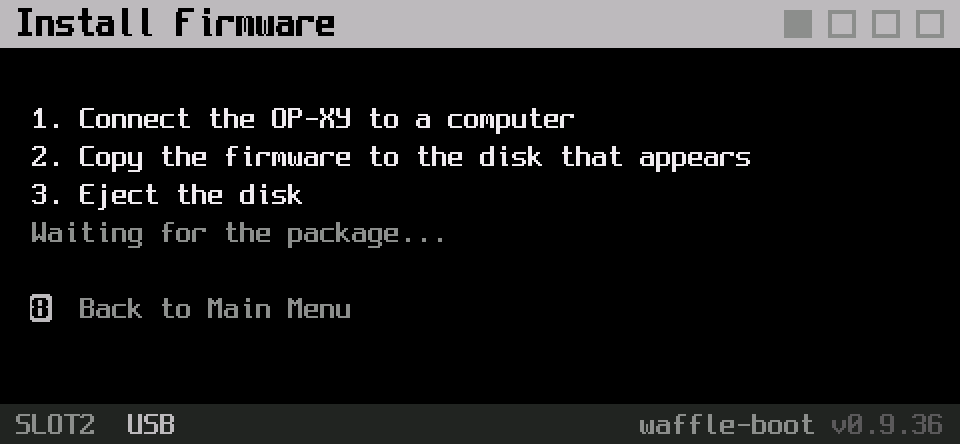 Install Firmware
1. Connect the OP-XY to a computer
2. Copy the firmware to the disk that appears
3. Eject the disk
Waiting for the package...
8 Back to Main Menu
SLOT2 USB waffle-boot v0.9.36